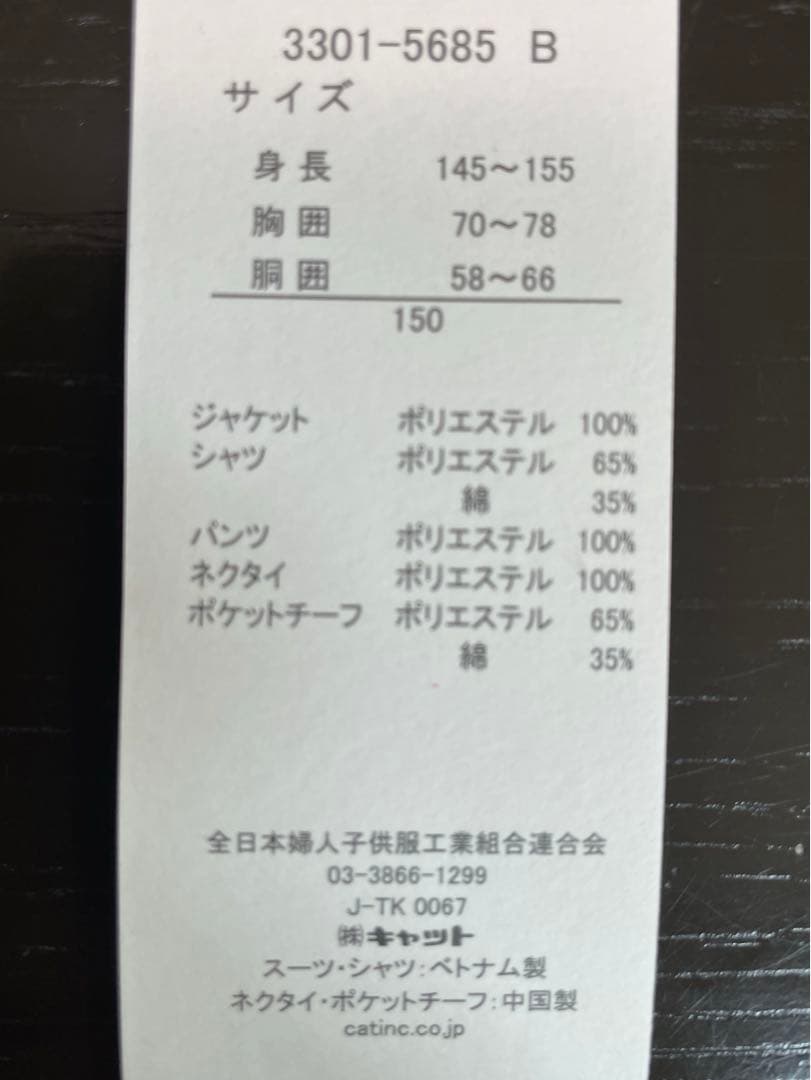 3301-5685 B
サイズ
身長 145～155
胸囲 70～78
胴囲 58～66
150
ジャケット ポリエステル 100%
シャツ ポリエステル 65%
綿 35%
パンツ ポリエステル 100%
ネクタイ ポリエステル 100%
ポケットチーフ ポリエステル 65%
綿 35%
全日本婦人子供服工業組合連合会
03-3866-1299
J-TK 0067
㈱キャット
スーツ・シャツ:ベトナム製
ネクタイ・ポケットチーフ:中国製
catinc.co.jp